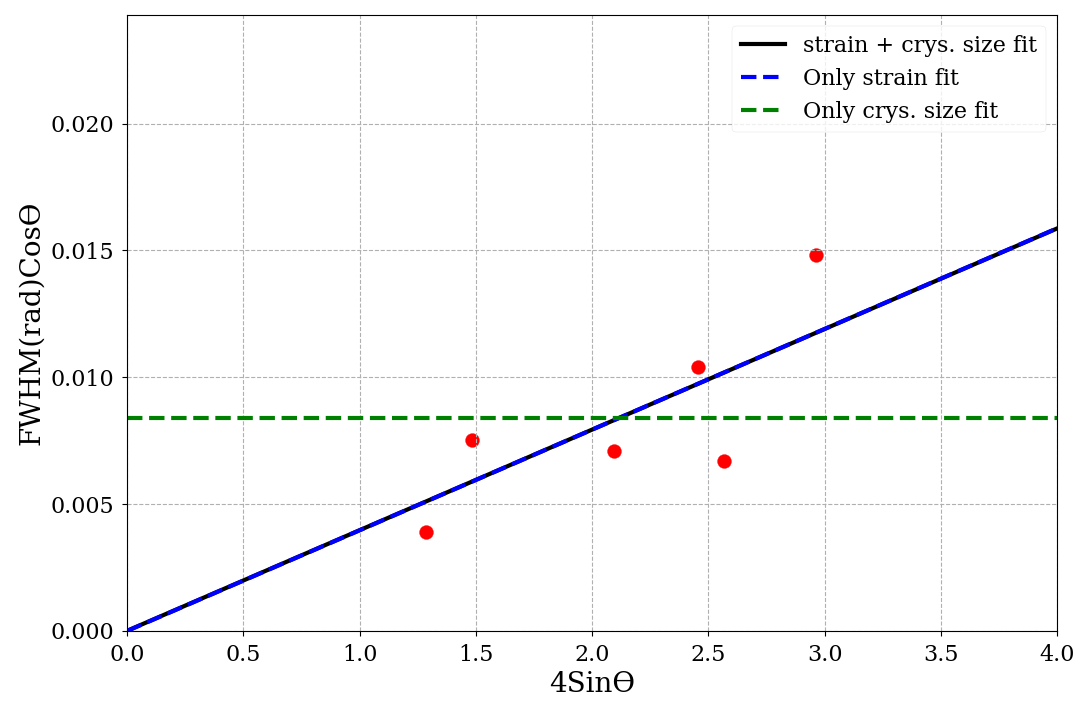 strain + crys. size fit
Only strain fit
Only crys. size fit
FWHM(rad)CosΘ
0.020
0.015
0.010
0.005
0.000
0.0 0.5 1.0 1.5 2.0 2.5 3.0 3.5 4.0
4SinΘ